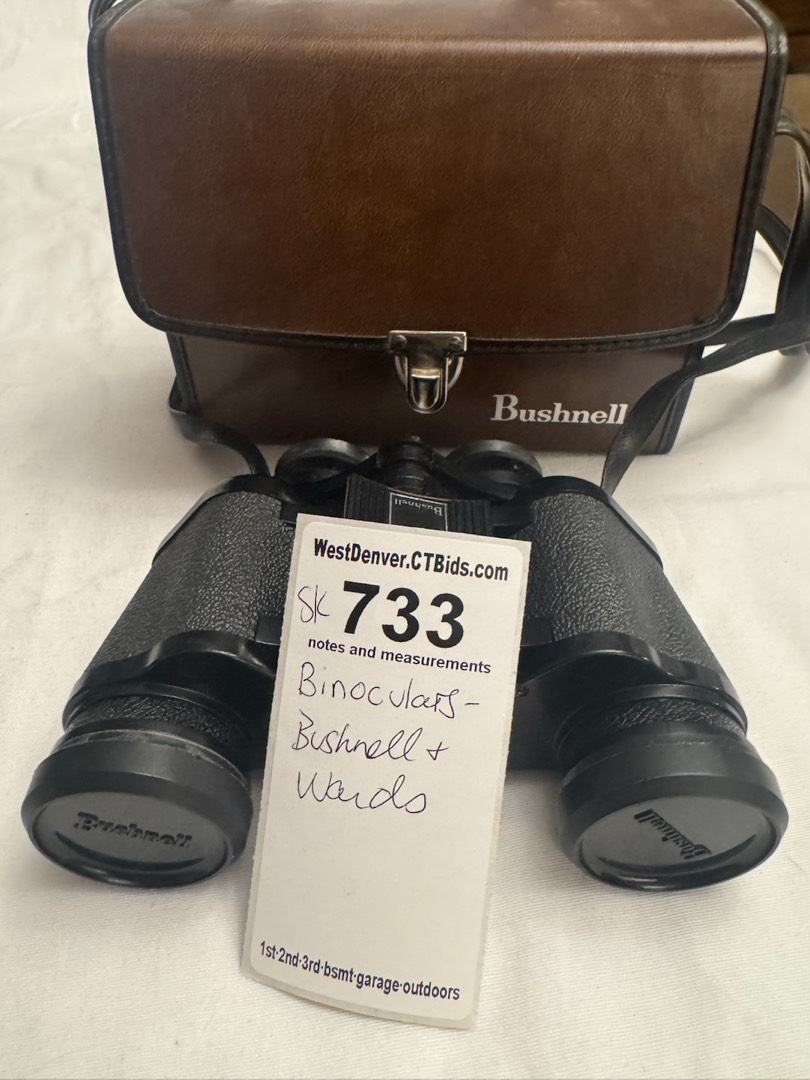 Bushnell
Bushnell
WestDenver.CTBids.com
SK 733
notes and measurements
Binoculars-
Bushnell +
Wards
1st·2nd·3rd·bsmt·garage·outdoors
Bushnell
Bushnell